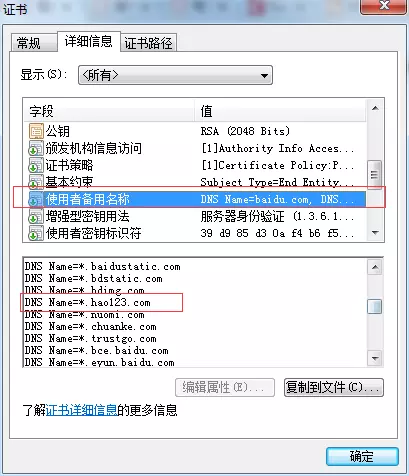 证书
常规 详细信息 证书路径
显示(S): <所有>
字段 值
公钥 RSA (2048 Bits)
颁发机构信息访问 [1]Authority Info Acces...
证书策略 [1]Certificate Policy:P...
基本约束 Subject Type=End Entity...
使用者备用名称 DNS Name=baidu.com, DNS...
增强型密钥用法 服务器身份验证 (1.3.6.1...
使用者密钥标识符 39 d9 85 d3 0a f4 b6 f5...
DNS Name=*.baidustatic.com
DNS Name=*.bdstatic.com
DNS Name=*.bdimg.com
DNS Name=*.hao123.com
DNS Name=*.nuomi.com
DNS Name=*.chuanke.com
DNS Name=*.trustgo.com
DNS Name=*.bce.baidu.com
DNS Name=*.eyun.baidu.com
编辑属性(E)... 复制到文件(C)...
了解证书详细信息的更多信息
确定